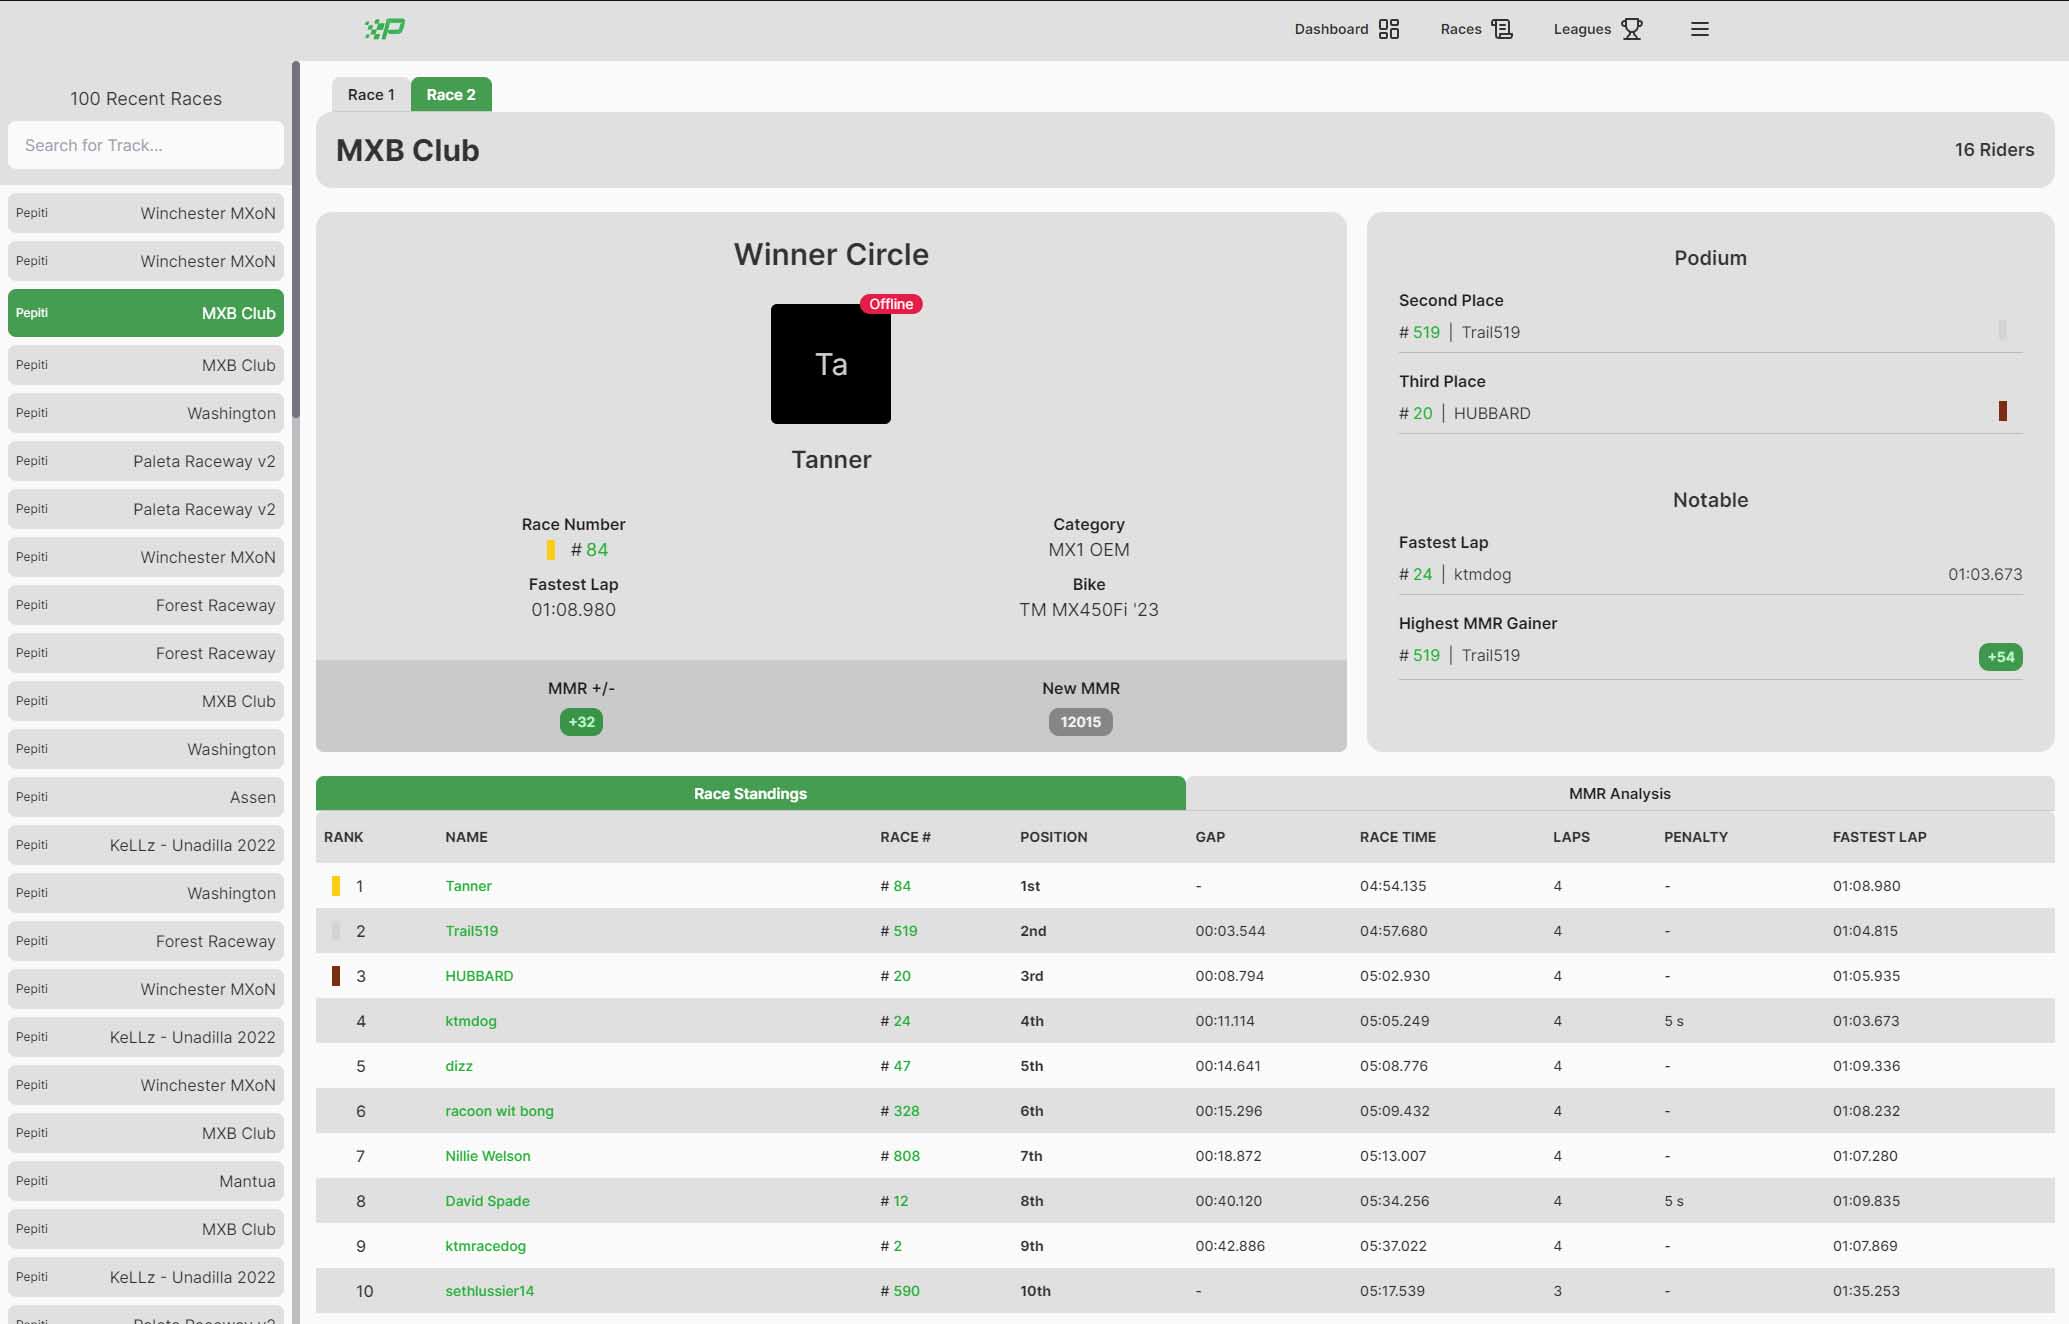 Dashboard
Races
Leagues
100 Recent Races
Search for Track...
Pepiti Winchester MXoN
Pepiti Winchester MXoN
Pepiti MXB Club
Pepiti MXB Club
Pepiti Washington
Pepiti Paleta Raceway v2
Pepiti Paleta Raceway v2
Pepiti Winchester MXoN
Pepiti Forest Raceway
Pepiti Forest Raceway
Pepiti MXB Club
Pepiti Washington
Pepiti Assen
Pepiti KeLLz - Unadilla 2022
Pepiti Washington
Pepiti Forest Raceway
Pepiti Winchester MXoN
Pepiti KeLLz - Unadilla 2022
Pepiti Winchester MXoN
Pepiti MXB Club
Pepiti Mantua
Pepiti MXB Club
Pepiti KeLLz - Unadilla 2022
Pepiti Paleta Raceway v2
Race 1
Race 2
MXB Club
16 Riders
Winner Circle
Offline
Ta
Tanner
Race Number
# 84
Fastest Lap
01:08.980
Category
MX1 OEM
Bike
TM MX450Fi '23
MMR +/-
+32
New MMR
12015
Podium
Second Place
# 519 | Trail519
Third Place
# 20 | HUBBARD
Notable
Fastest Lap
# 24 | ktmdog 01:03.673
Highest MMR Gainer
# 519 | Trail519 +54
Race Standings
MMR Analysis
RANK NAME RACE # POSITION GAP RACE TIME LAPS PENALTY FASTEST LAP
1 Tanner # 84 1st - 04:54.135 4 - 01:08.980
2 Trail519 # 519 2nd 00:03.544 04:57.680 4 - 01:04.815
3 HUBBARD # 20 3rd 00:08.794 05:02.930 4 - 01:05.935
4 ktmdog # 24 4th 00:11.114 05:05.249 4 5 s 01:03.673
5 dizz # 47 5th 00:14.641 05:08.776 4 - 01:09.336
6 racoon wit bong # 328 6th 00:15.296 05:09.432 4 - 01:08.232
7 Nillie Welson # 808 7th 00:18.872 05:13.007 4 - 01:07.280
8 David Spade # 12 8th 00:40.120 05:34.256 4 5 s 01:09.835
9 ktmracedog # 2 9th 00:42.886 05:37.022 4 - 01:07.869
10 sethlussier14 # 590 10th - 05:17.539 3 - 01:35.253